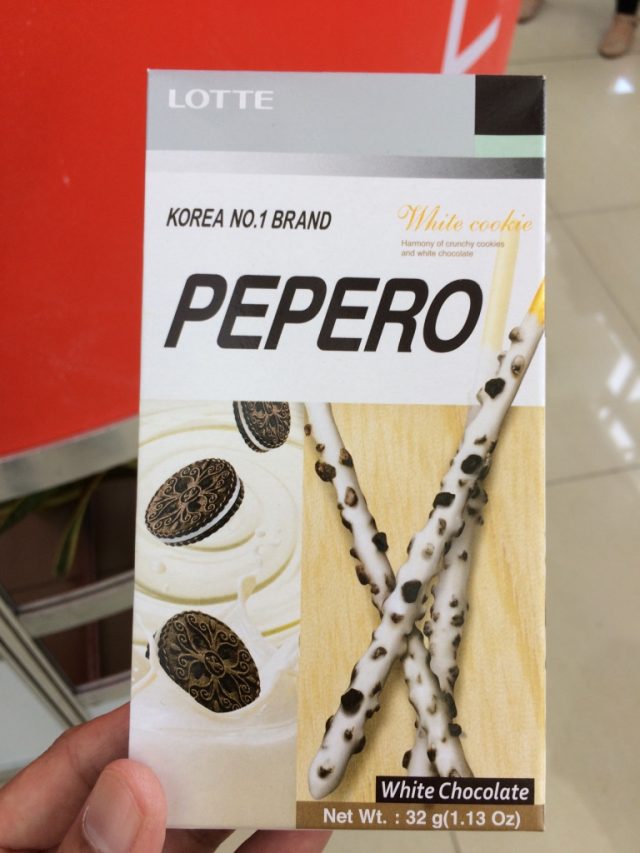 LOTTE
KOREA NO.1 BRAND
White cookie
Harmony of crunchy cookies
and white chocolate
PEPERO
White Chocolate
Net Wt. : 32 g(1.13 Oz)